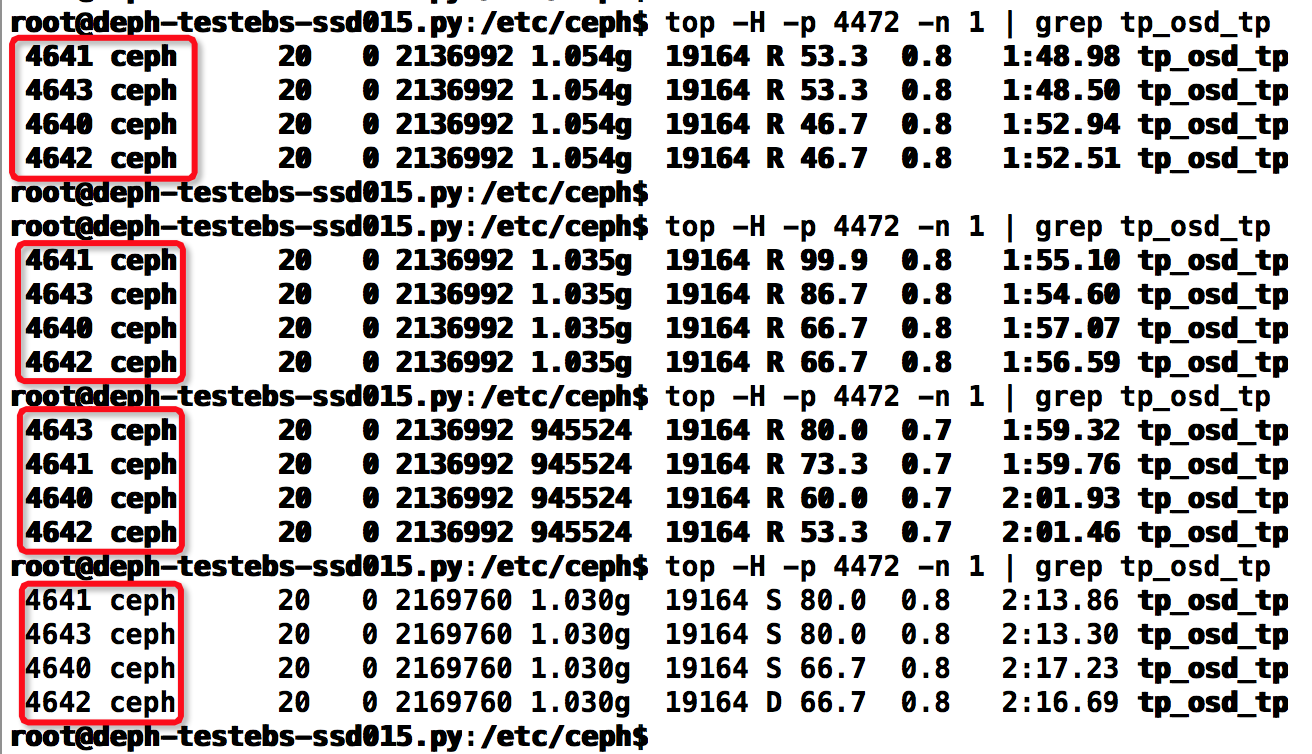 root@deph-testebs-ssd015.py:/etc/ceph$ top -H -p 4472 -n 1 | grep tp_osd_tp
4641 ceph 20 0 2136992 1.054g 19164 R 53.3 0.8 1:48.98 tp_osd_tp
4643 ceph 20 0 2136992 1.054g 19164 R 53.3 0.8 1:48.50 tp_osd_tp
4640 ceph 20 0 2136992 1.054g 19164 R 46.7 0.8 1:52.94 tp_osd_tp
4642 ceph 20 0 2136992 1.054g 19164 R 46.7 0.8 1:52.51 tp_osd_tp
root@deph-testebs-ssd015.py:/etc/ceph$
root@deph-testebs-ssd015.py:/etc/ceph$ top -H -p 4472 -n 1 | grep tp_osd_tp
4641 ceph 20 0 2136992 1.035g 19164 R 99.9 0.8 1:55.10 tp_osd_tp
4643 ceph 20 0 2136992 1.035g 19164 R 86.7 0.8 1:54.60 tp_osd_tp
4640 ceph 20 0 2136992 1.035g 19164 R 66.7 0.8 1:57.07 tp_osd_tp
4642 ceph 20 0 2136992 1.035g 19164 R 66.7 0.8 1:56.59 tp_osd_tp
root@deph-testebs-ssd015.py:/etc/ceph$ top -H -p 4472 -n 1 | grep tp_osd_tp
4643 ceph 20 0 2136992 945524 19164 R 80.0 0.7 1:59.32 tp_osd_tp
4641 ceph 20 0 2136992 945524 19164 R 73.3 0.7 1:59.76 tp_osd_tp
4640 ceph 20 0 2136992 945524 19164 R 60.0 0.7 2:01.93 tp_osd_tp
4642 ceph 20 0 2136992 945524 19164 R 53.3 0.7 2:01.46 tp_osd_tp
root@deph-testebs-ssd015.py:/etc/ceph$ top -H -p 4472 -n 1 | grep tp_osd_tp
4641 ceph 20 0 2169760 1.030g 19164 S 80.0 0.8 2:13.86 tp_osd_tp
4643 ceph 20 0 2169760 1.030g 19164 S 80.0 0.8 2:13.30 tp_osd_tp
4640 ceph 20 0 2169760 1.030g 19164 S 66.7 0.8 2:17.23 tp_osd_tp
4642 ceph 20 0 2169760 1.030g 19164 D 66.7 0.8 2:16.69 tp_osd_tp
root@deph-testebs-ssd015.py:/etc/ceph$